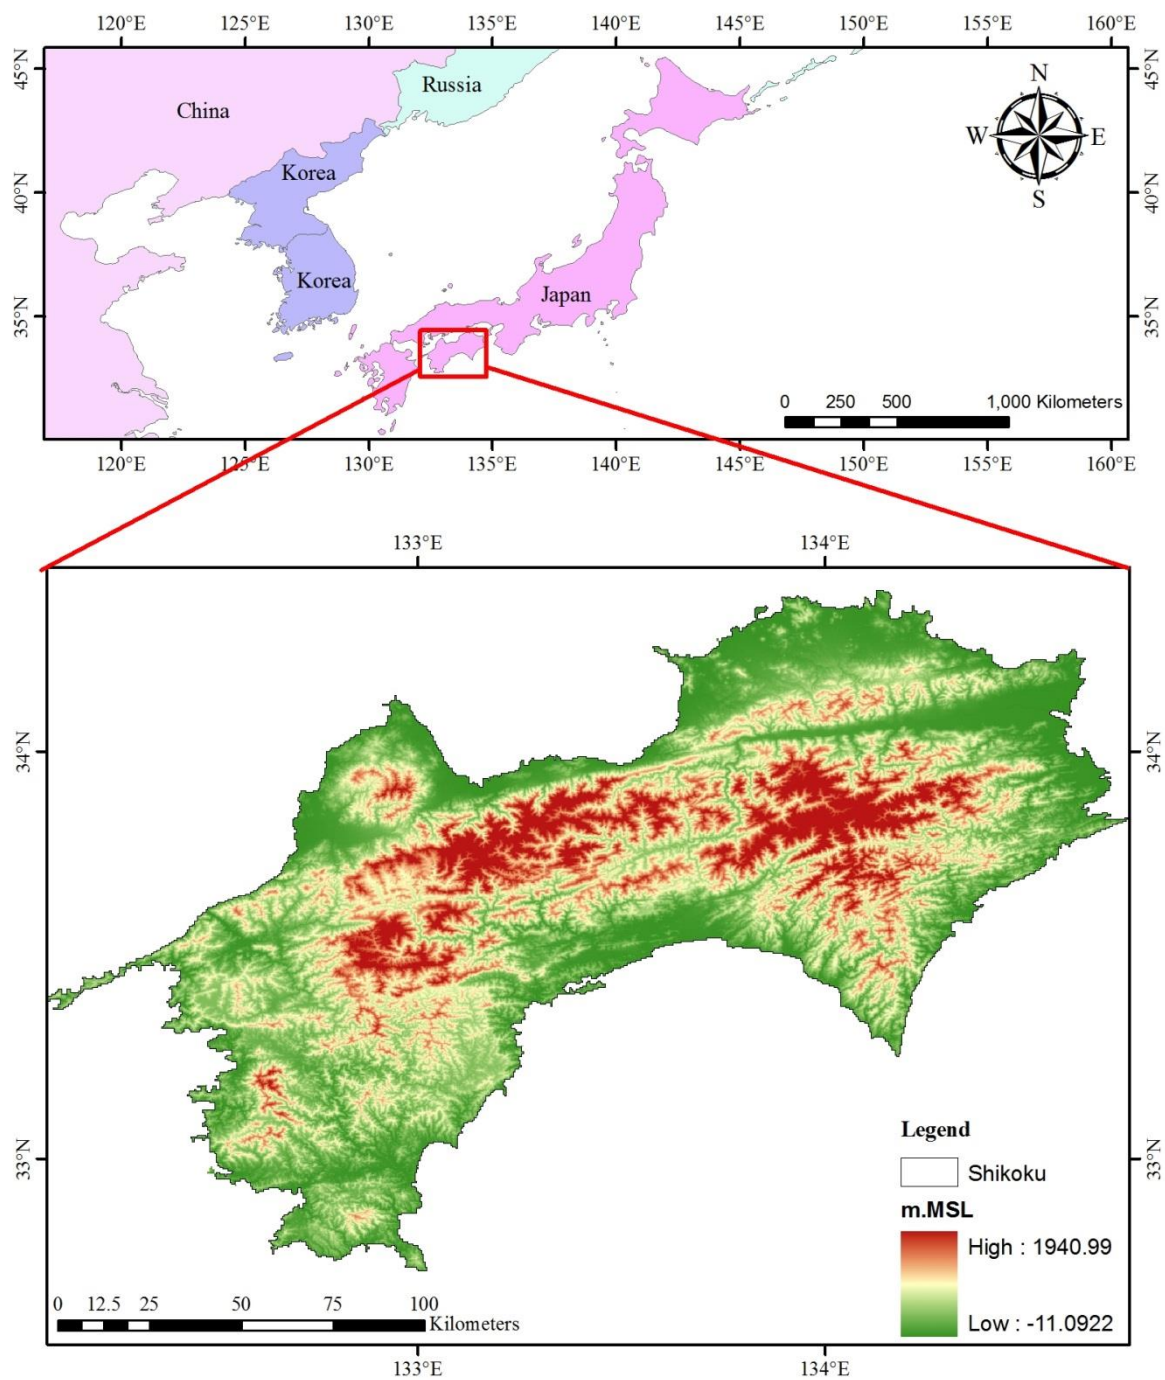 120°E 125°E 130°E 135°E 140°E 145°E 150°E 155°E 160°E
45°N
45°N
N
Russia
China
W
E
Korea
S
40°N
40°N
Korea
Japan
35°N
35°N
0 250 500 1,000 Kilometers
120°E 125°E 130°E 135°E 140°E 145°E 150°E 155°E 160°E
133°E 134°E
34°N
34°N
Legend
33°N
33°N
Shikoku
m.MSL
High : 1940.99
0 12.5 25 50 75 100
Kilometers
Low : -11.0922
133°E 134°E